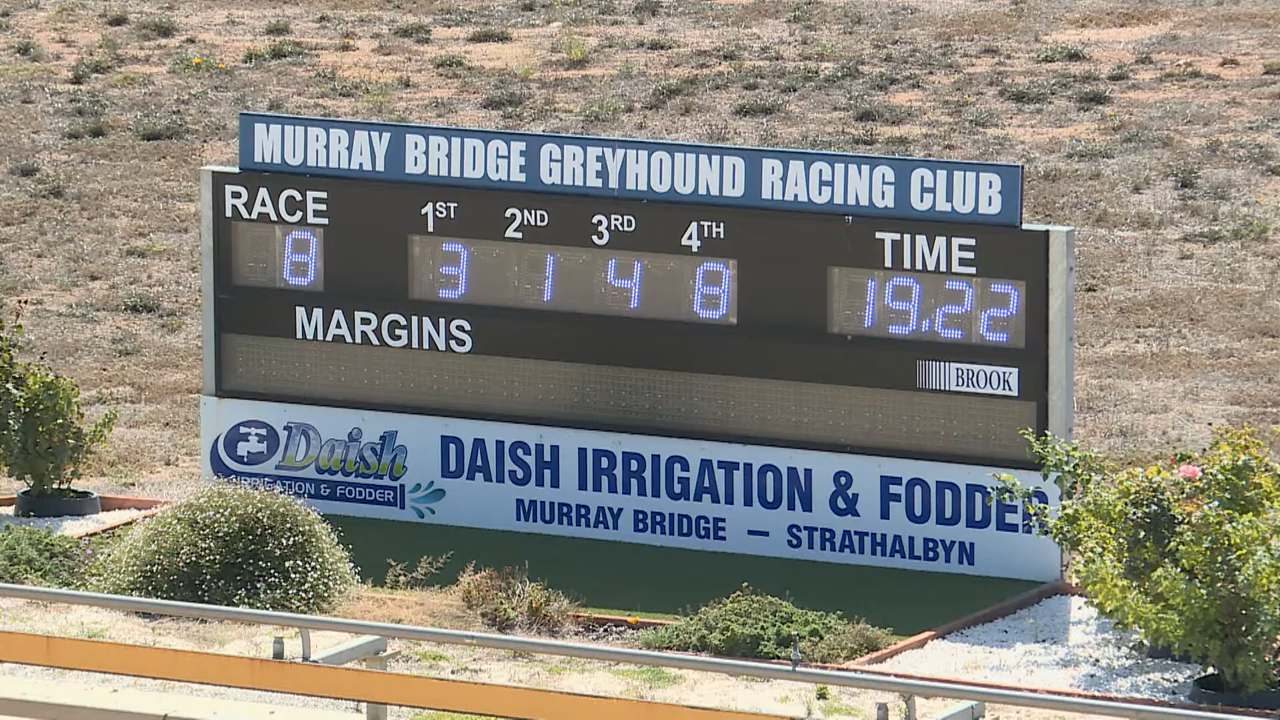 MURRAY BRIDGE GREYHOUND RACING CLUB
RACE 1ST 2ND 3RD 4TH TIME
8 3 1 4 8 19.22
MARGINS
BROOK
Daish
IRRIGATION & FODDER
DAISH IRRIGATION & FODDER
MURRAY BRIDGE – STRATHALBYN